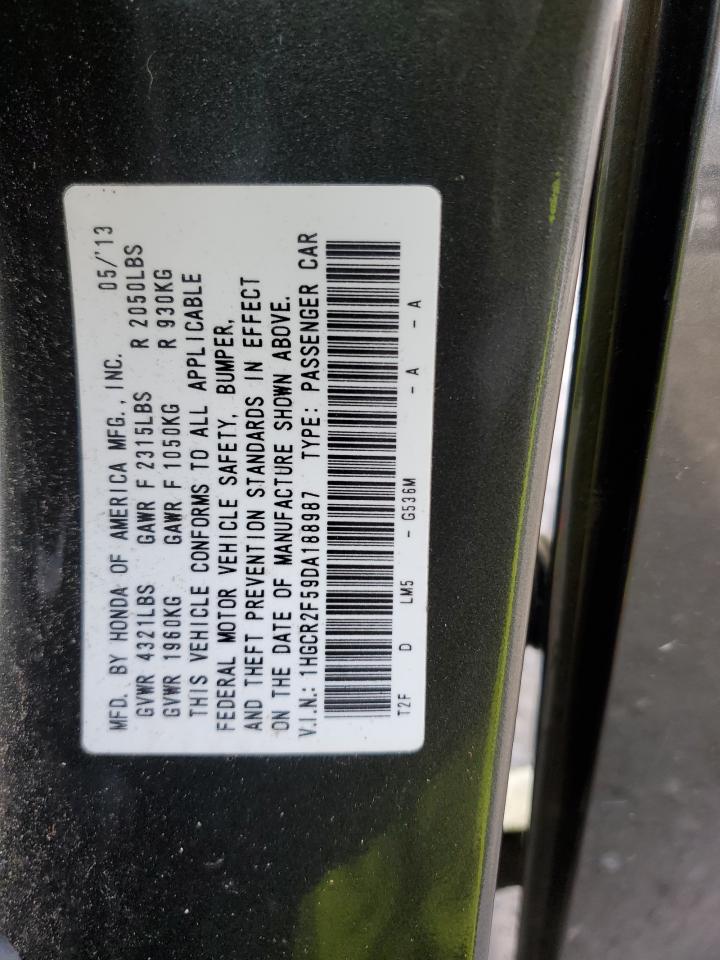 MFD. BY HONDA OF AMERICA MFG., INC. 05/'13
GVWR 4321LBS GAWR F 2315LBS R 2050LBS
GVWR 1960KG GAWR F 1050KG R 930KG
THIS VEHICLE CONFORMS TO ALL APPLICABLE
FEDERAL MOTOR VEHICLE SAFETY, BUMPER,
AND THEFT PREVENTION STANDARDS IN EFFECT
ON THE DATE OF MANUFACTURE SHOWN ABOVE.
V.I.N.: 1HGCR2F59DA188987 TYPE: PASSENGER CAR
T2F D LM5 - G536M - A - A